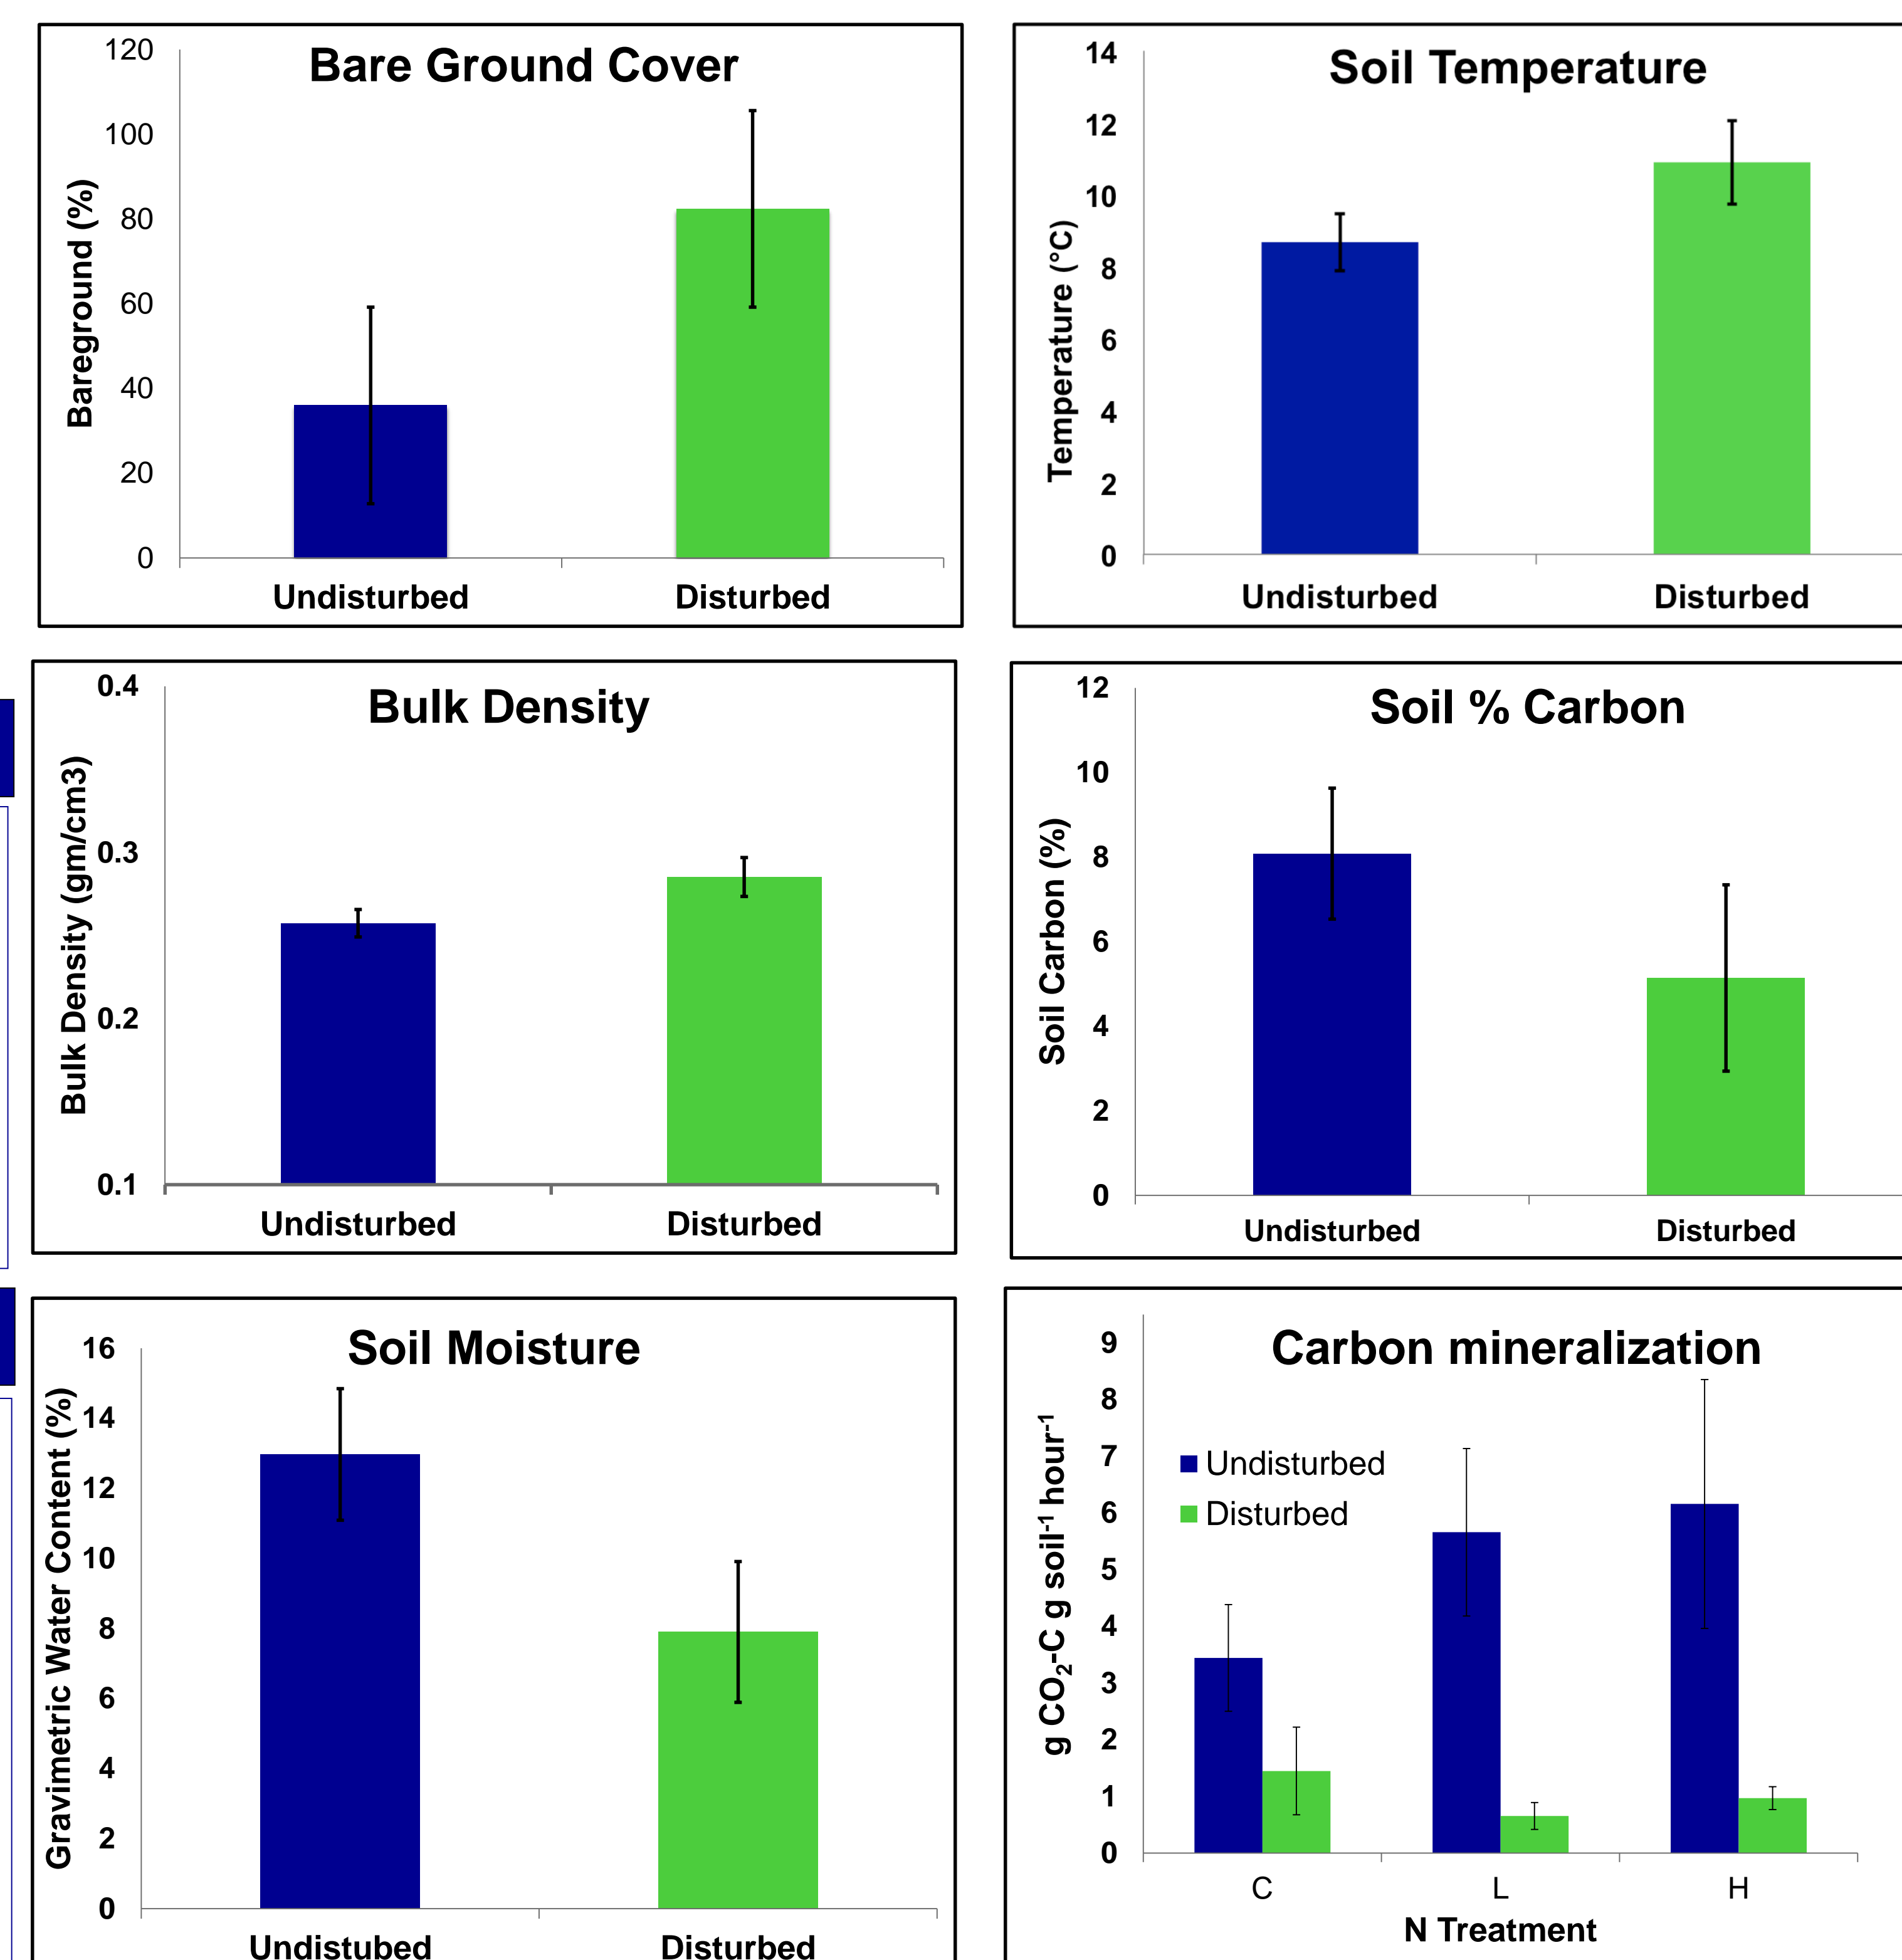 Bare Ground Cover
Bareground (%)
120
100
80
60
40
20
0
Undisturbed Disturbed
Soil Temperature
Temperature (°C)
14
12
10
8
6
4
2
0
Undisturbed Disturbed
Bulk Density
Bulk Density (gm/cm3)
0.4
0.3
0.2
0.1
Undisturbed Disturbed
Soil % Carbon
Soil Carbon (%)
12
10
8
6
4
2
0
Undisturbed Disturbed
Soil Moisture
Gravimetric Water Content (%)
16
14
12
10
8
6
4
2
0
Undistubed Disturbed
Carbon mineralization
g CO₂-C g soil⁻¹ hour⁻¹
9
8
7
6
5
4
3
2
1
0
Undisturbed
Disturbed
C L H
N Treatment